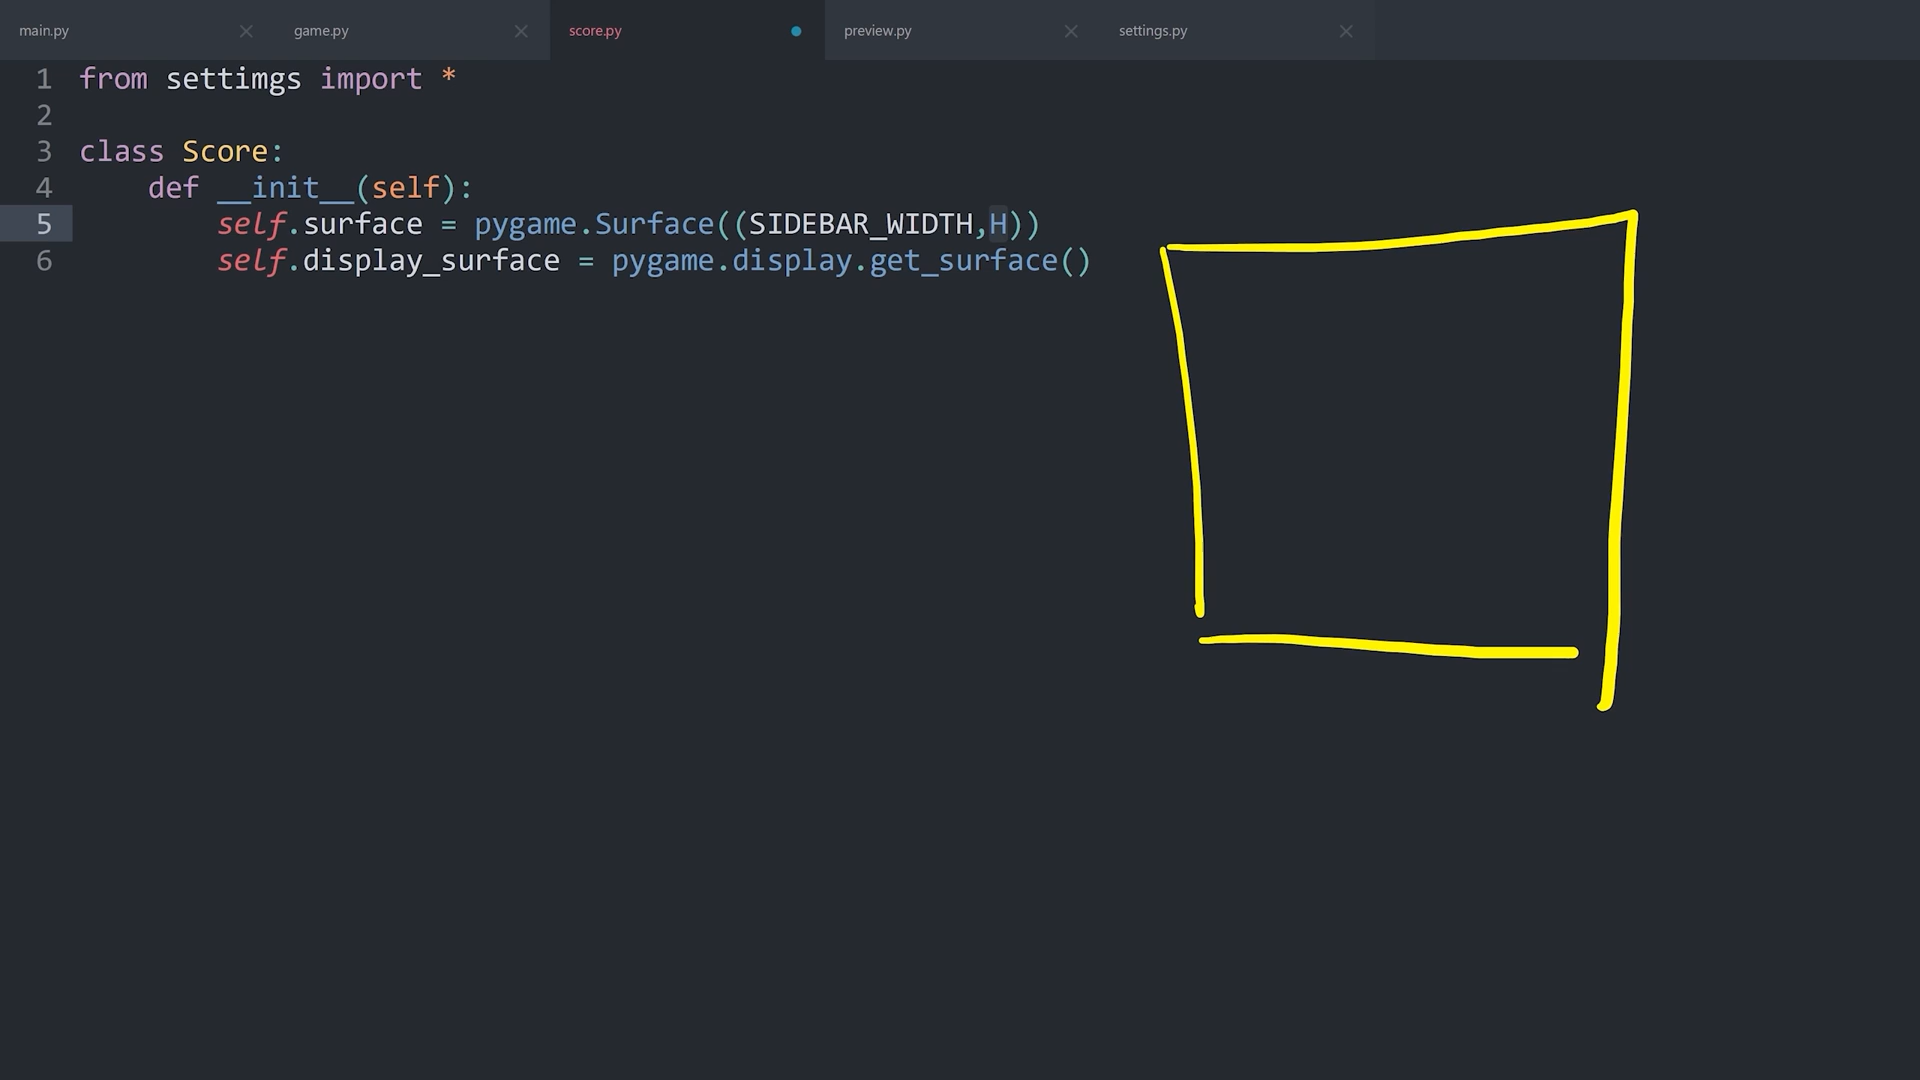 main.py game.py score.py preview.py settings.py
1 from settimgs import *
2
3 class Score:
4     def __init__(self):
5         self.surface = pygame.Surface((SIDEBAR_WIDTH,H))
6         self.display_surface = pygame.display.get_surface()